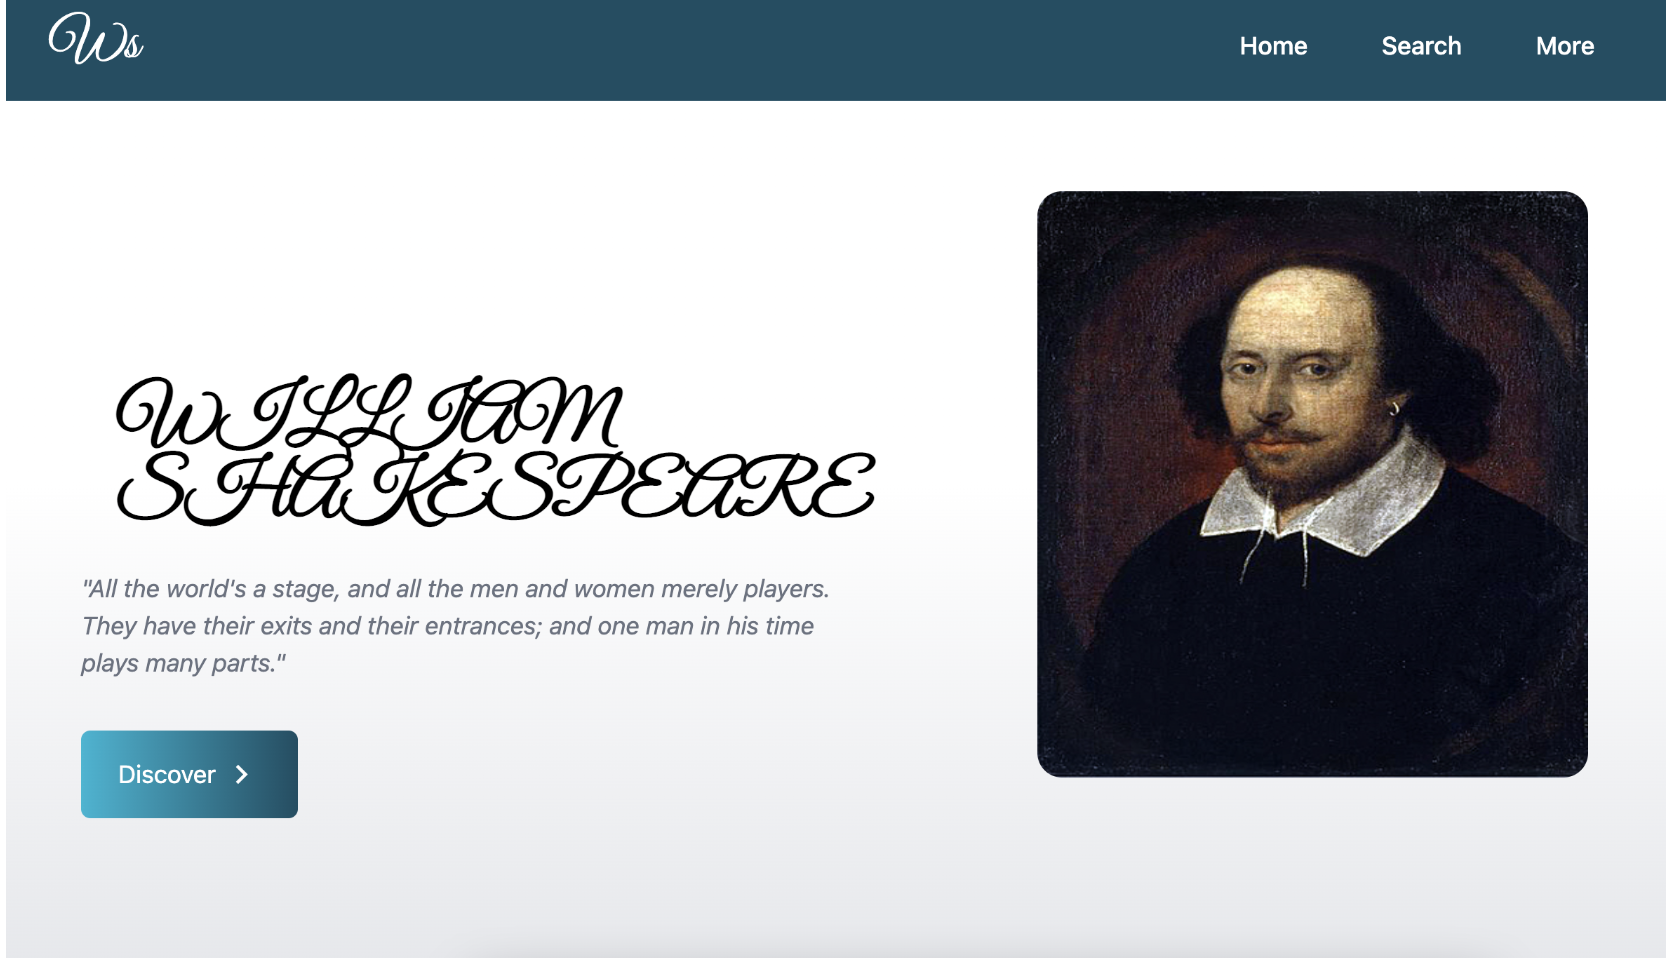 Ws
Home Search More
WILLIAM
SHAKESPEARE
"All the world's a stage, and all the men and women merely players.
They have their exits and their entrances; and one man in his time
plays many parts."
Discover